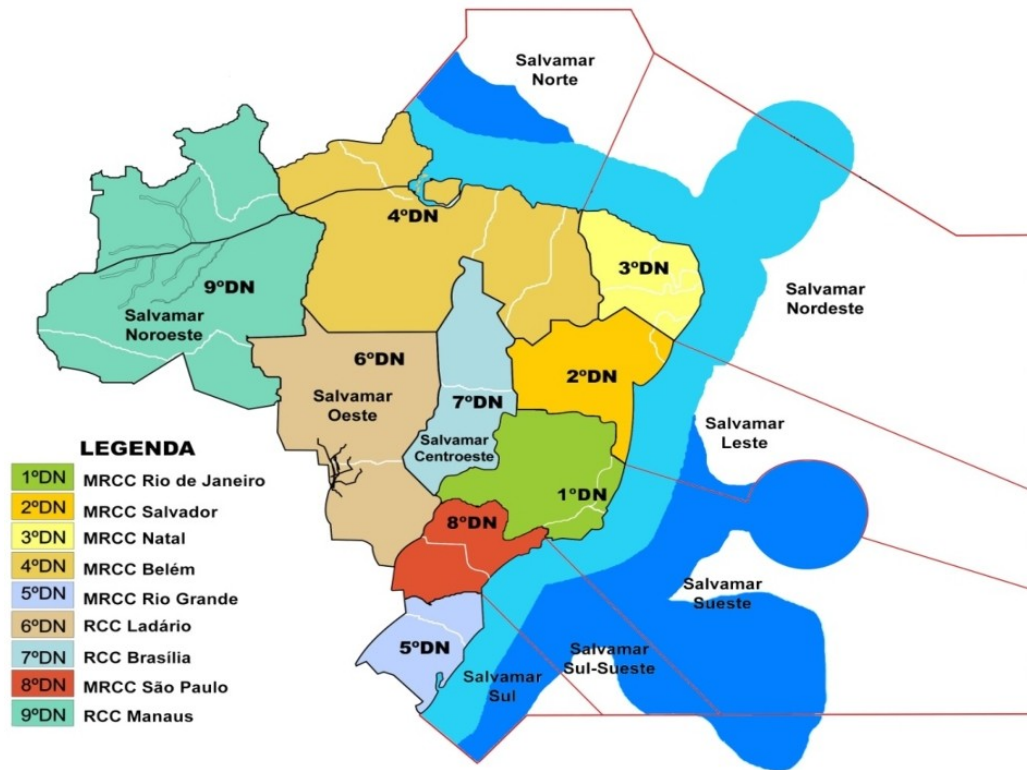 Salvamar
Norte
4ºDN
3ºDN
9ºDN
Salvamar
Noroeste
Salvamar
Nordeste
6ºDN
Salvamar
Oeste
2ºDN
7ºDN
Salvamar
Centroeste
Salvamar
Leste
1ºDN
8ºDN
Salvamar
Sueste
5ºDN
Salvamar
Sul-Sueste
Salvamar
Sul
LEGENDA
1ºDN MRCC Rio de Janeiro
2ºDN MRCC Salvador
3ºDN MRCC Natal
4ºDN MRCC Belém
5ºDN MRCC Rio Grande
6ºDN RCC Ladário
7ºDN RCC Brasília
8ºDN MRCC São Paulo
9ºDN RCC Manaus